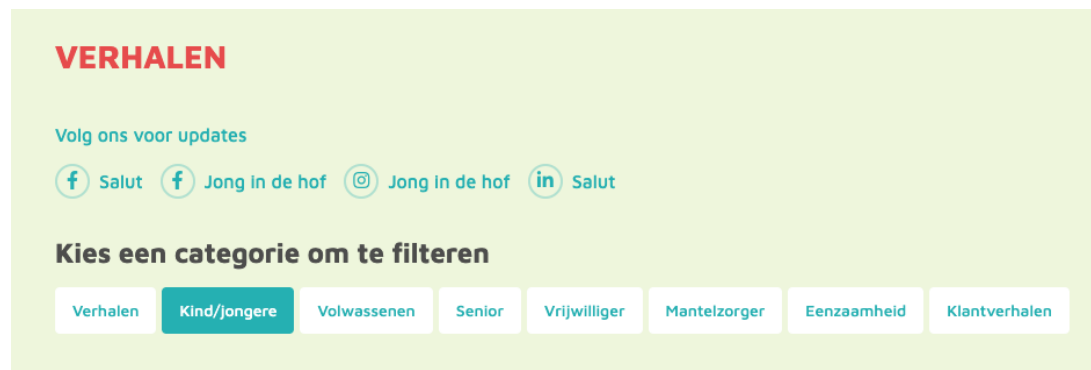 VERHALEN
Volg ons voor updates
Salut Jong in de hof Jong in de hof Salut
Kies een categorie om te filteren
Verhalen Kind/jongere Volwassenen Senior Vrijwilliger Mantelzorger Eenzaamheid Klantverhalen